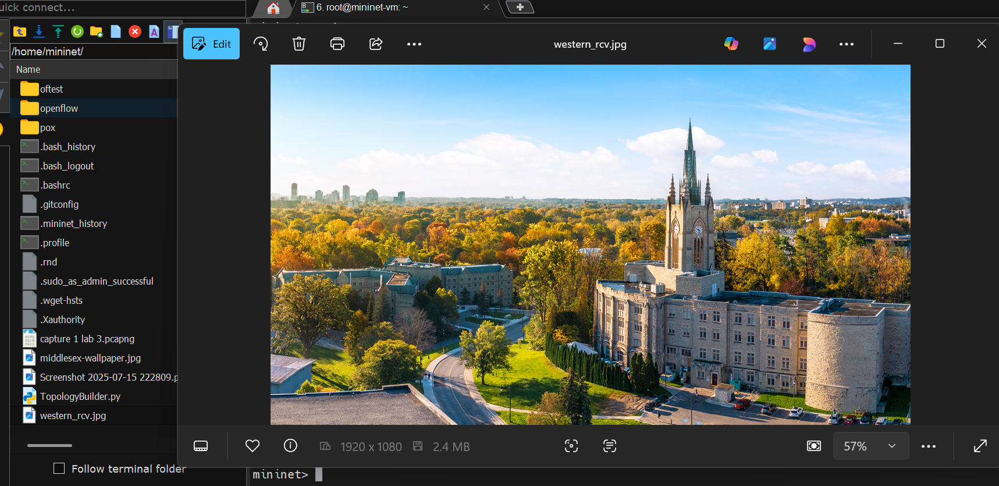 uick connect...
6. root@mininet-vm: ~
/home/mininet/
Edit
western_rcv.jpg
Name
oftest
openflow
pox
.bash_history
.bash_logout
.bashrc
.gitconfig
.mininet_history
.profile
.rnd
.sudo_as_admin_successful
.wget-hsts
.Xauthority
capture 1 lab 3.pcapng
middlesex-wallpaper.jpg
Screenshot 2025-07-15 222809.p
TopologyBuilder.py
western_rcv.jpg
1920 x 1080
2.4 MB
57%
Follow terminal folder
mininet>